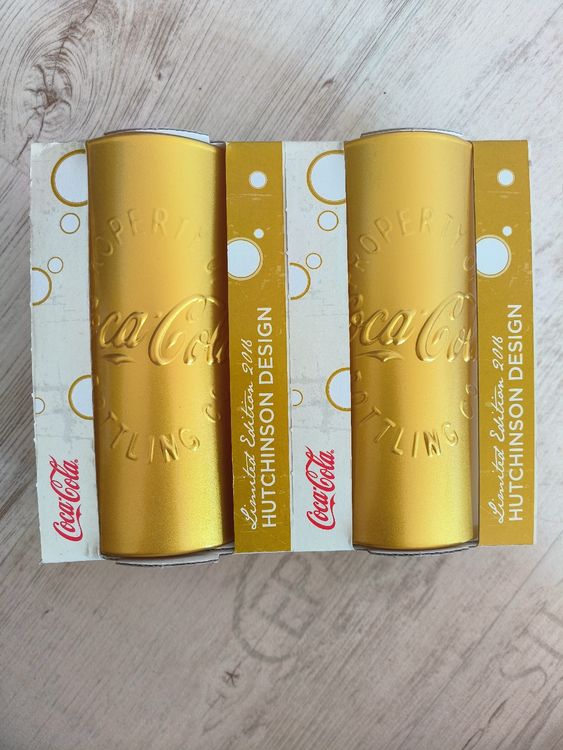 PROPERTY
Coca-Cola
BOTTLING CO
Coca-Cola
Limited Edition 2016
HUTCHINSON DESIGN
PROPERTY
Coca-Cola
BOTTLING CO
Coca-Cola
Limited Edition 2016
HUTCHINSON DESIGN